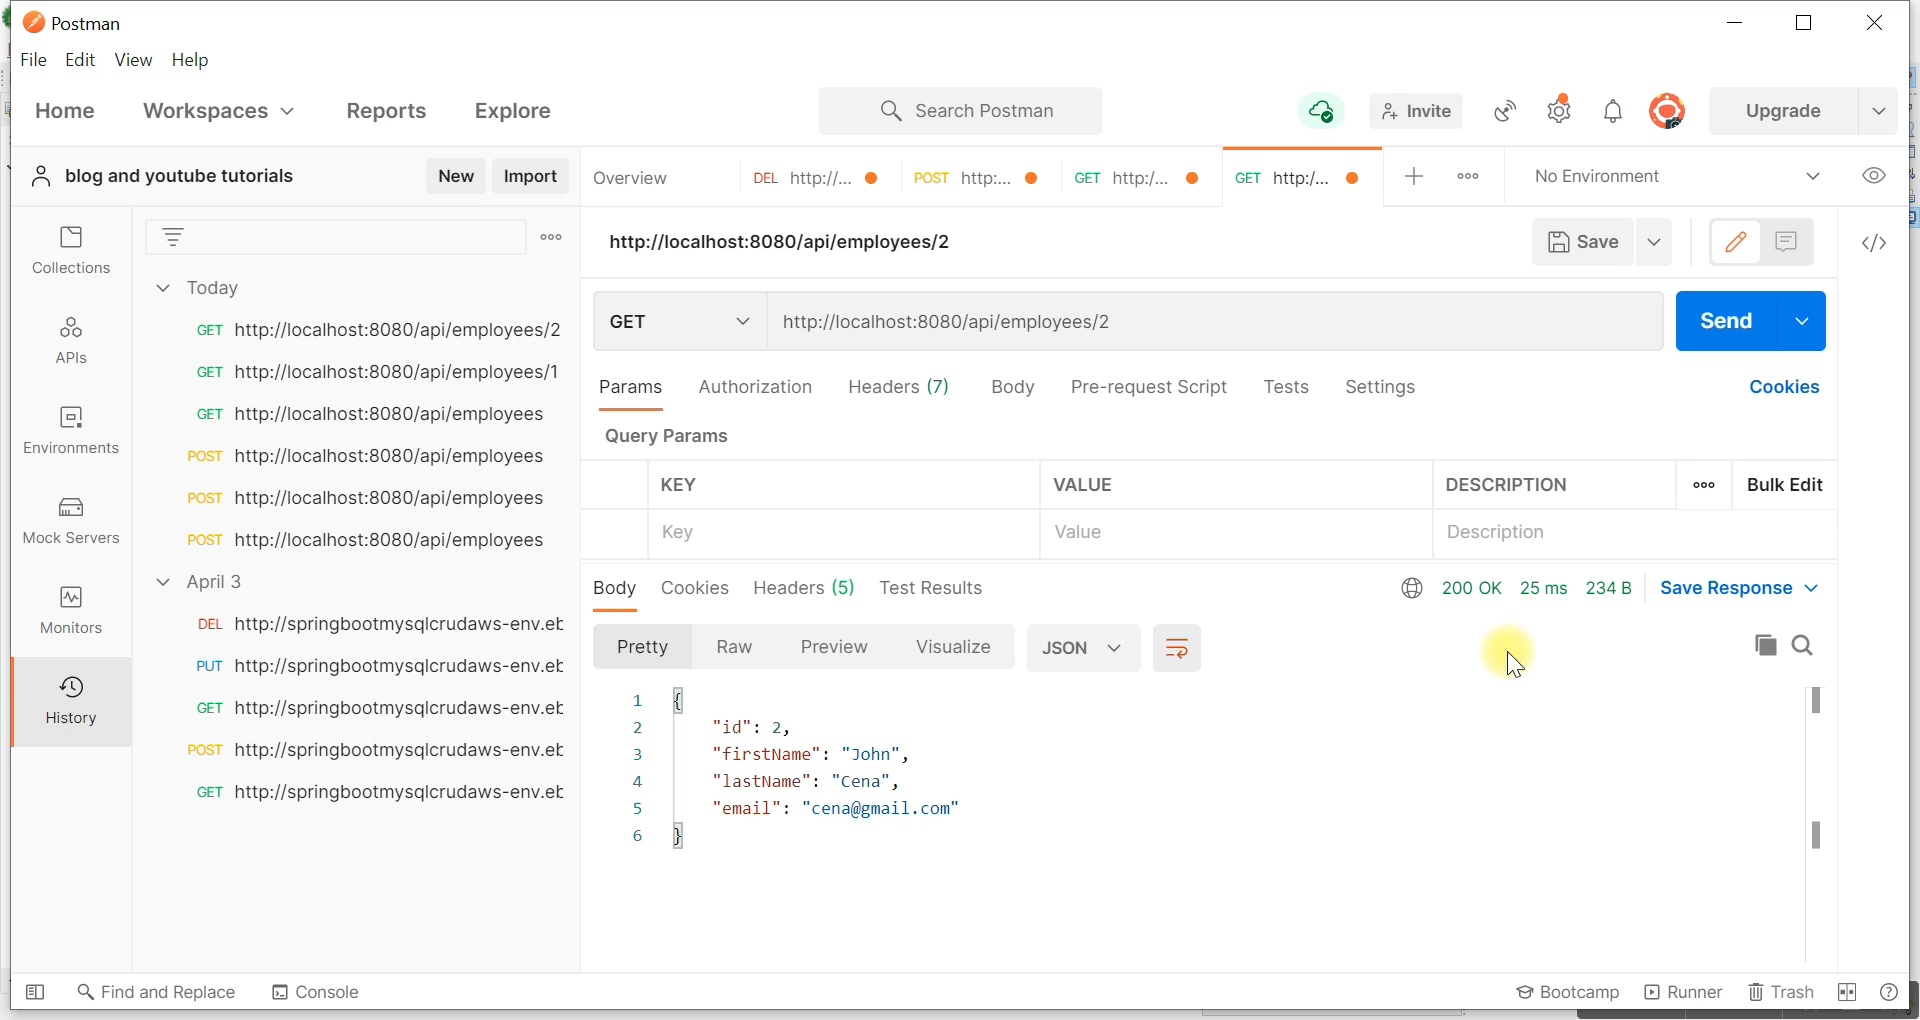 Postman
File Edit View Help
Home Workspaces Reports Explore Search Postman Invite Upgrade
blog and youtube tutorials New Import
Overview DEL http://... POST http:... GET http:/... GET http:/... No Environment
Collections
APIs
Environments
Mock Servers
Monitors
History
Today
GET http://localhost:8080/api/employees/2
GET http://localhost:8080/api/employees/1
GET http://localhost:8080/api/employees
POST http://localhost:8080/api/employees
POST http://localhost:8080/api/employees
POST http://localhost:8080/api/employees
April 3
DEL http://springbootmysqlcrudaws-env.eb
PUT http://springbootmysqlcrudaws-env.eb
GET http://springbootmysqlcrudaws-env.eb
POST http://springbootmysqlcrudaws-env.eb
GET http://springbootmysqlcrudaws-env.eb
http://localhost:8080/api/employees/2 Save
GET http://localhost:8080/api/employees/2 Send
Params Authorization Headers (7) Body Pre-request Script Tests Settings Cookies
Query Params
KEY VALUE DESCRIPTION Bulk Edit
Key Value Description
Body Cookies Headers (5) Test Results 200 OK 25 ms 234 B Save Response
Pretty Raw Preview Visualize JSON
1 {
2 "id": 2,
3 "firstName": "John",
4 "lastName": "Cena",
5 "email": "cena@gmail.com"
6 }
Find and Replace Console Bootcamp Runner Trash